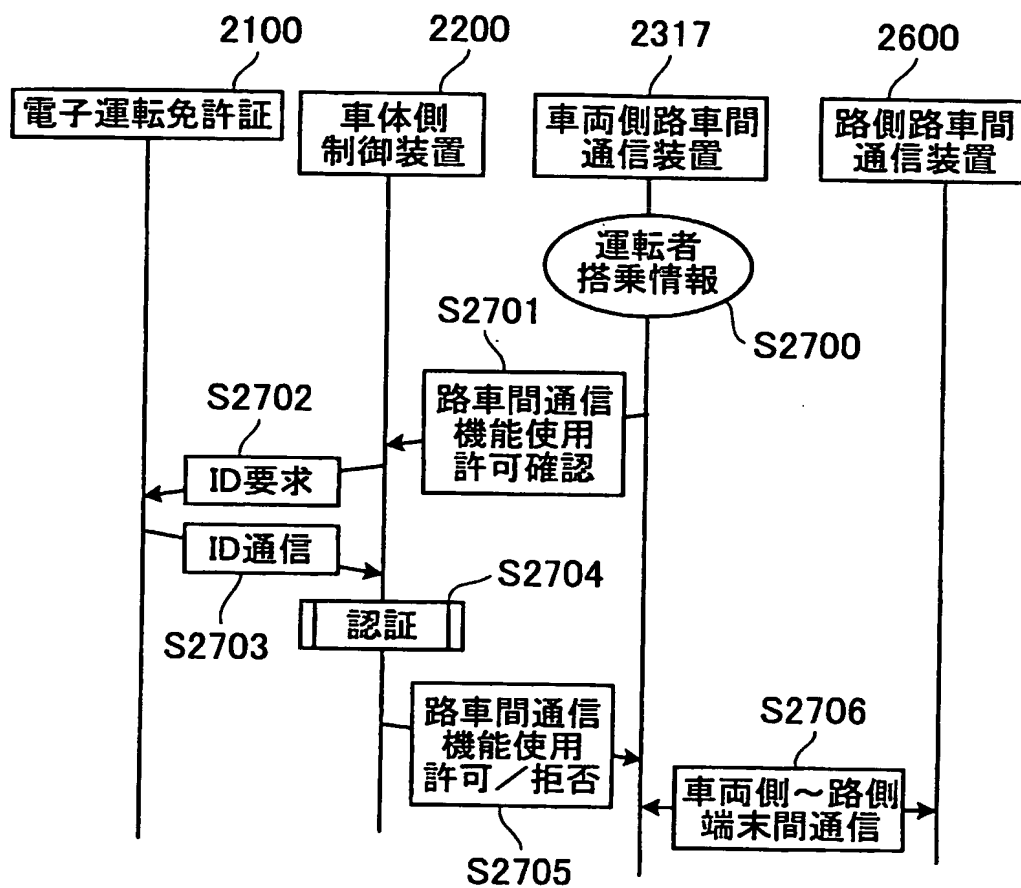 2100
2200
2317
2600
電子運転免許証
車体側
制御装置
車両側路車間
通信装置
路側路車間
通信装置
運転者
搭乗情報
S2700
S2701
路車間通信
機能使用
許可確認
S2702
ID要求
ID通信
S2703
S2704
認証
路車間通信
機能使用
許可/拒否
S2705
S2706
車両側~路側
端末間通信